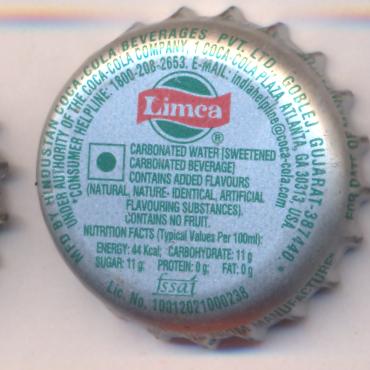 MFD BY HINDUSTAN COCA-COLA BEVERAGES PVT. LTD. GOBLEJ, GUJARAT-387440
UNDER AUTHORITY OF THE COCA-COLA COMPANY, 1 COCA-COLA PLAZA, ATLANTA, GA 30313, USA.
*CONSUMER HELPLINE: 1800-208-2653. E-MAIL: indiahelpline@coca-cola.com
Limca
®
CARBONATED WATER [SWEETENED
CARBONATED BEVERAGE]
CONTAINS ADDED FLAVOURS
(NATURAL, NATURE- IDENTICAL, ARTIFICIAL
FLAVOURING SUBSTANCES).
CONTAINS NO FRUIT.
NUTRITION FACTS (Typical Values Per 100ml):
ENERGY: 44 Kcal; CARBOHYDRATE: 11 g
SUGAR: 11 g; PROTEIN: 0 g; FAT: 0 g
fssai
Lic. No. 10012021000238